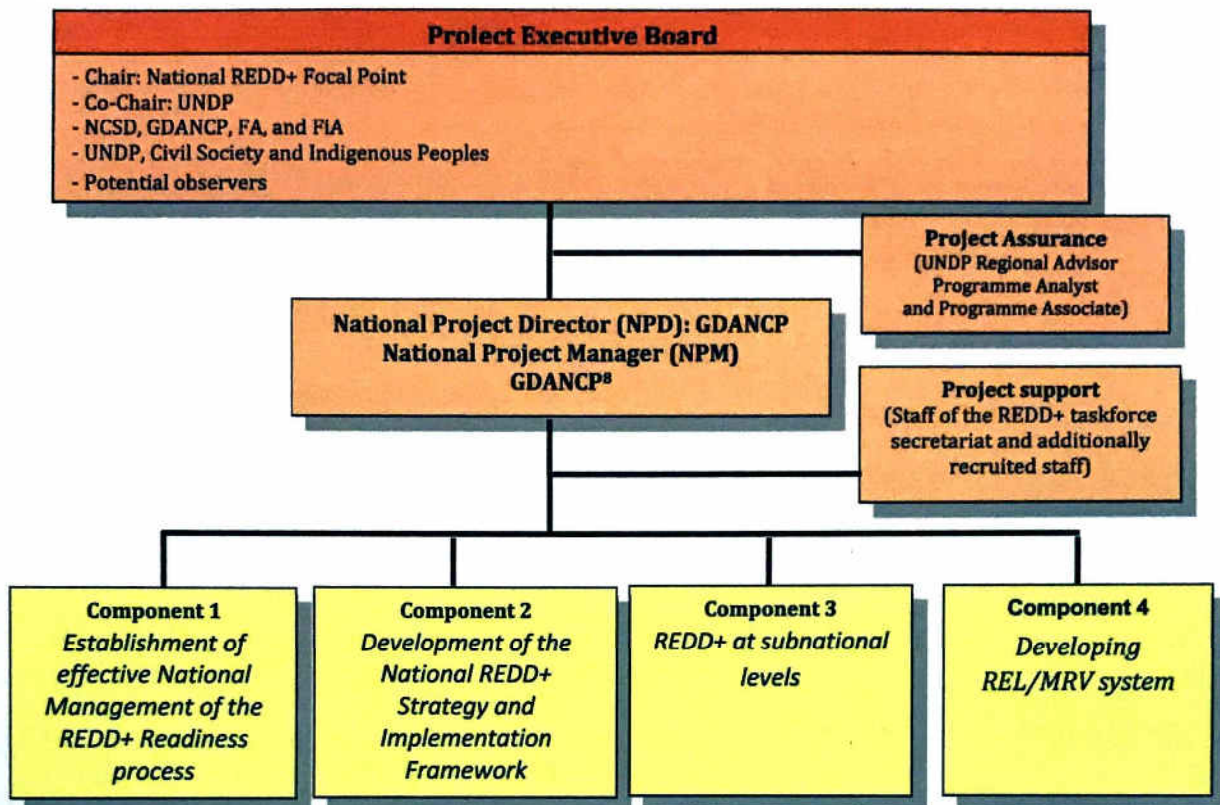 Project Executive Board
- Chair: National REDD+ Focal Point
- Co-Chair: UNDP
- NCSD, GDANCP, FA, and FiA
- UNDP, Civil Society and Indigenous Peoples
- Potential observers
Project Assurance
(UNDP Regional Advisor
Programme Analyst
and Programme Associate)
National Project Director (NPD): GDANCP
National Project Manager (NPM)
GDANCP⁸
Project support
(Staff of the REDD+ taskforce
secretariat and additionally
recruited staff)
Component 1
Establishment of
effective National
Management of the
REDD+ Readiness
process
Component 2
Development of the
National REDD+
Strategy and
Implementation
Framework
Component 3
REDD+ at subnational
levels
Component 4
Developing
REL/MRV system